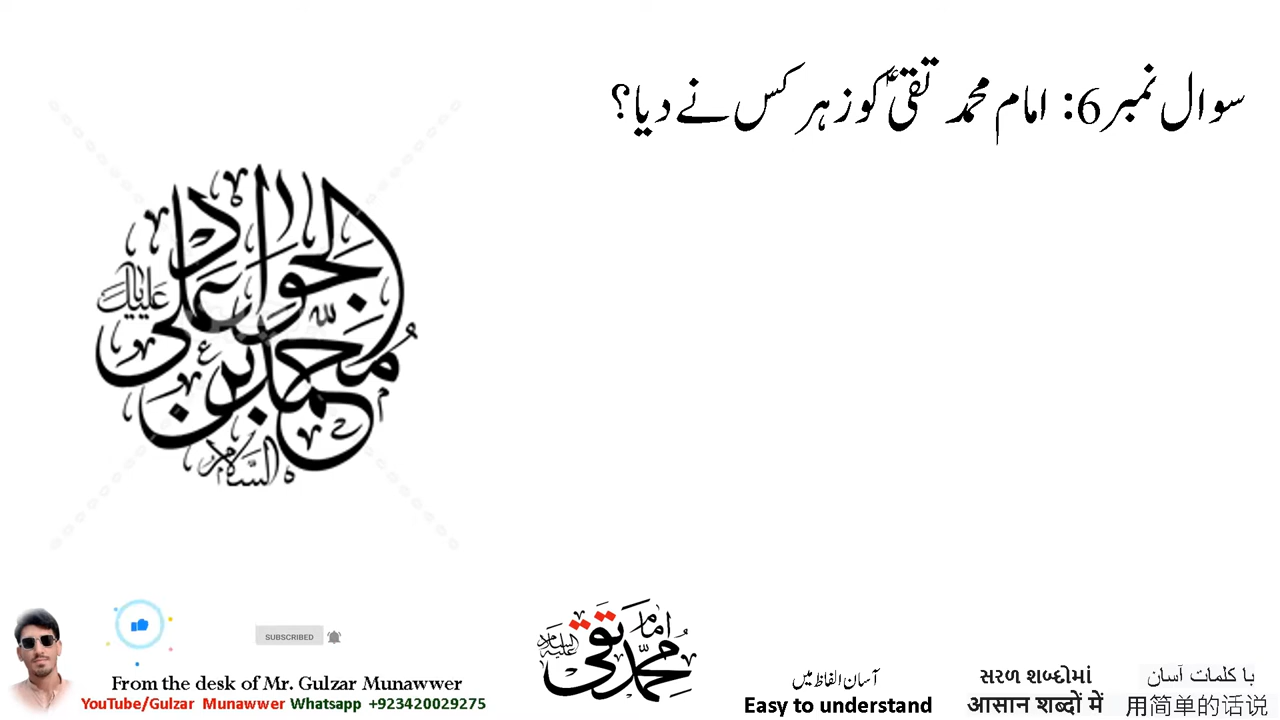 سوال نمبر6: امام محمد تقیؑ کو زہر کس نے دیا؟
الجواد
محمد بن علی
علیہ السلام
SUBSCRIBED
امام محمد تقی علیہ السلام
From the desk of Mr. Gulzar Munawwer
YouTube/Gulzar Munawwer Whatsapp +923420029275
آسان الفاظ میں
Easy to understand
સરળ શબ્દોમાં
आसान शब्दों में
با کلمات آسان
用简单的话说